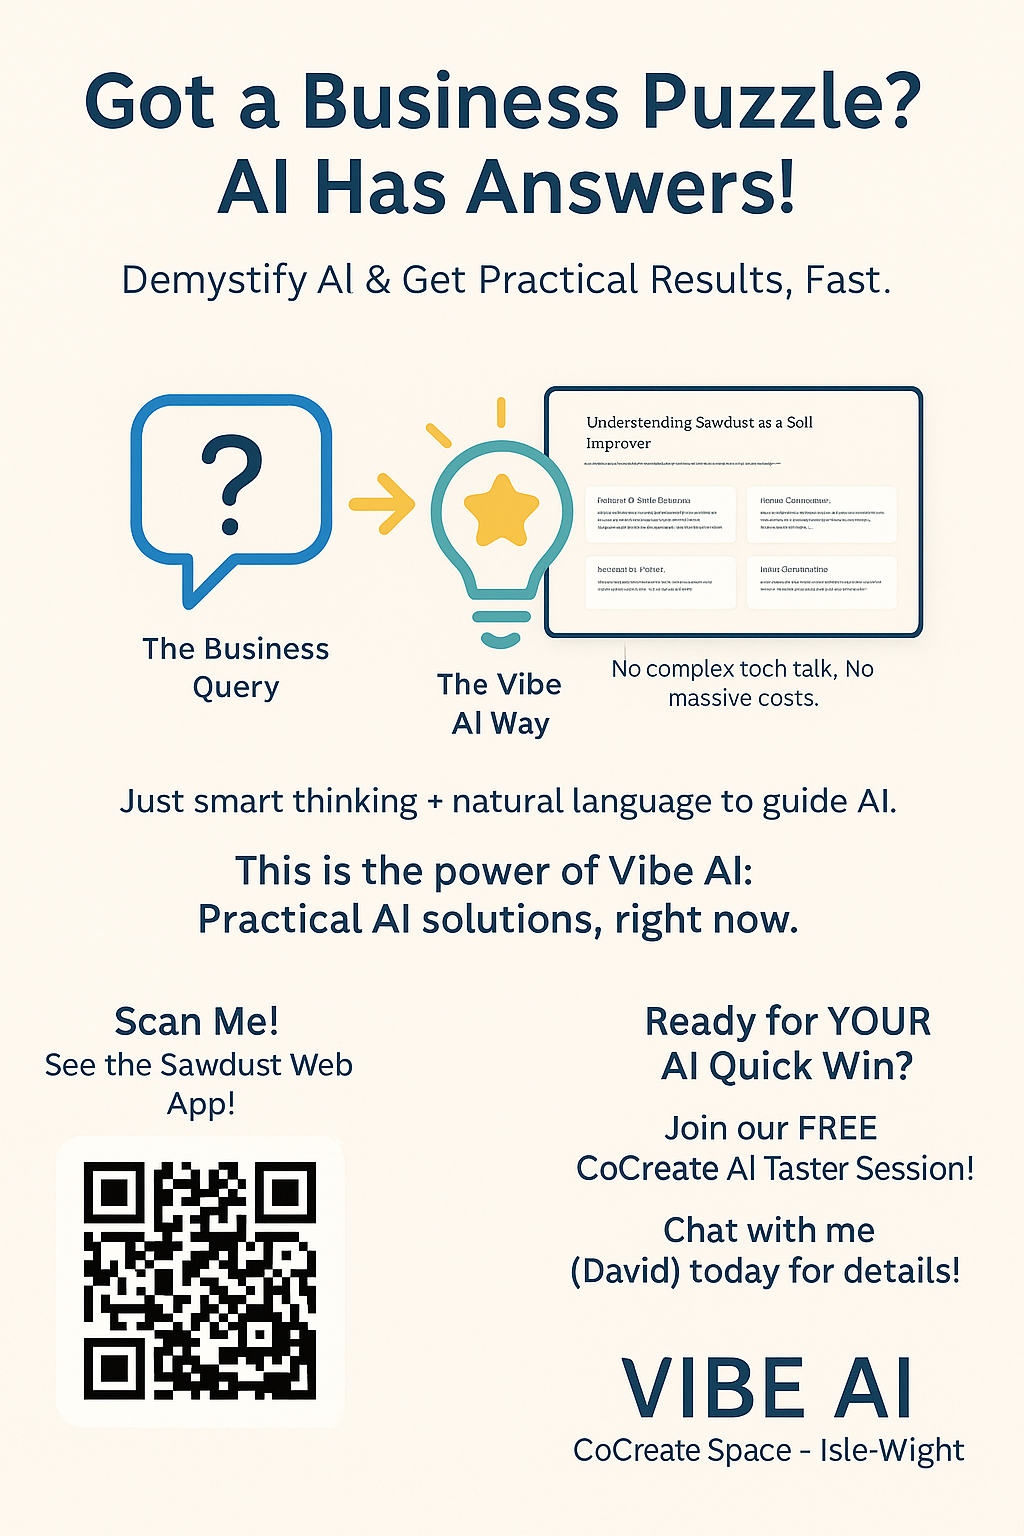 Got a Business Puzzle?
AI Has Answers!
Demystify AI & Get Practical Results, Fast.
?
The Business
Query
The Vibe
AI Way
Understanding Sawdust as a Soll
Improver
No complex toch talk, No
massive costs.
Just smart thinking + natural language to guide AI.
This is the power of Vibe AI:
Practical AI solutions, right now.
Scan Me!
See the Sawdust Web
App!
Ready for YOUR
AI Quick Win?
Join our FREE
CoCreate AI Taster Session!
Chat with me
(David) today for details!
VIBE AI
CoCreate Space - Isle-Wight